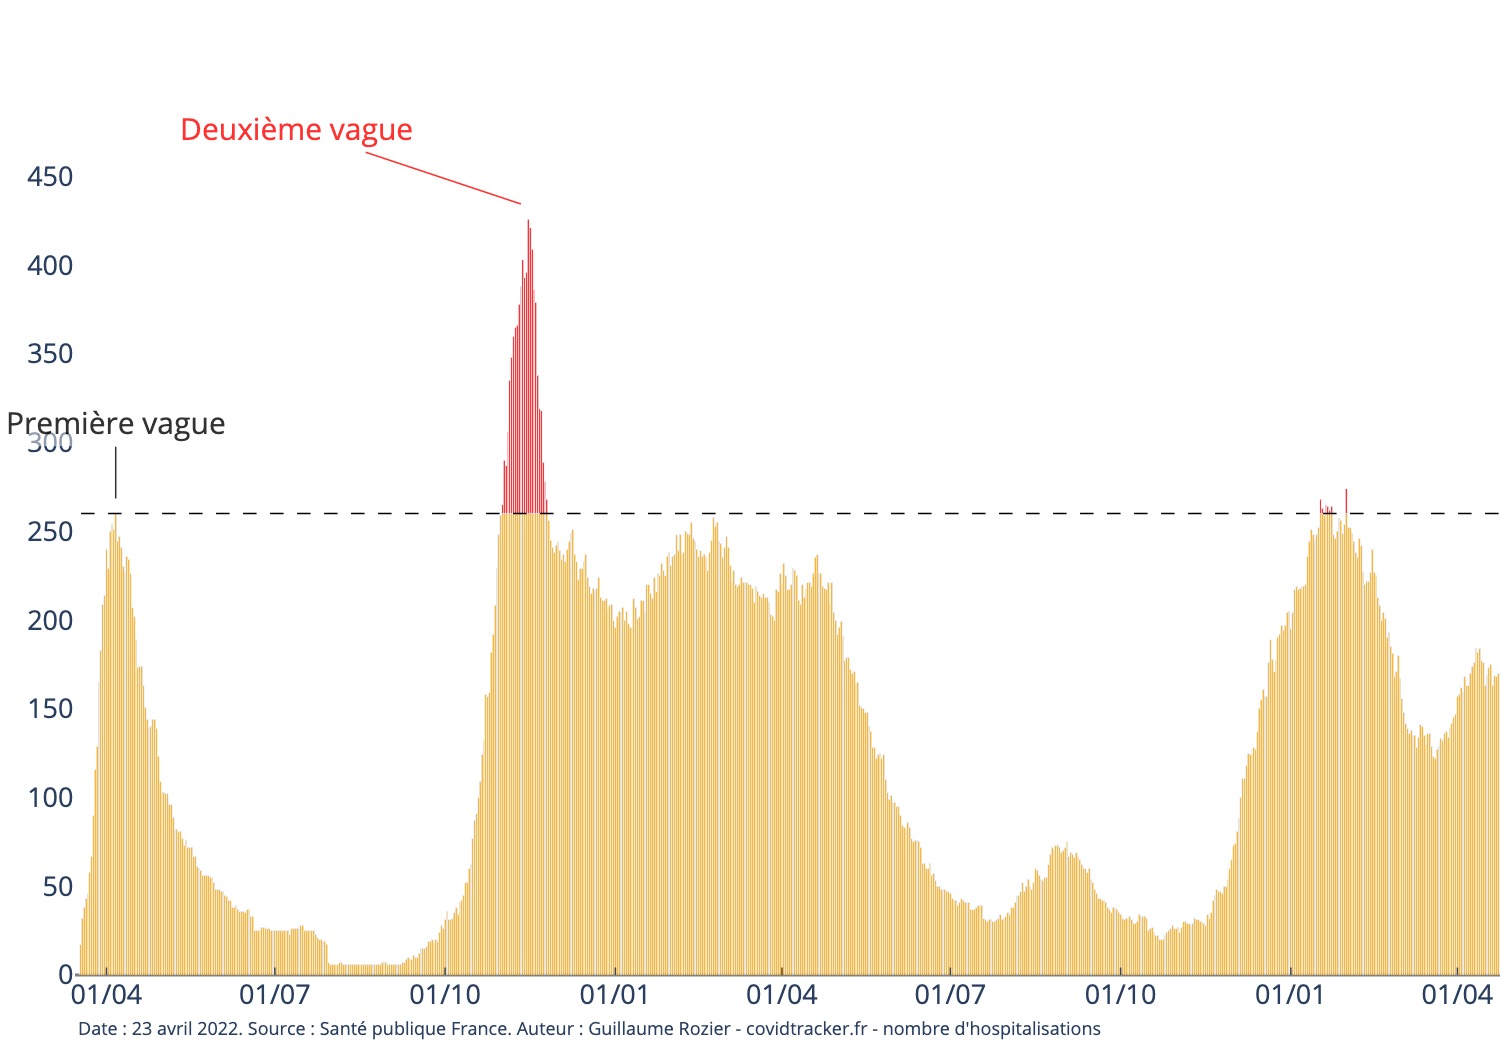 Deuxième vague
450
400
350
Première vague
300
250
200
150
100
50
0
01/04 01/07 01/10 01/01 01/04 01/07 01/10 01/01 01/04
Date : 23 avril 2022. Source : Santé publique France. Auteur : Guillaume Rozier - covidtracker.fr - nombre d'hospitalisations